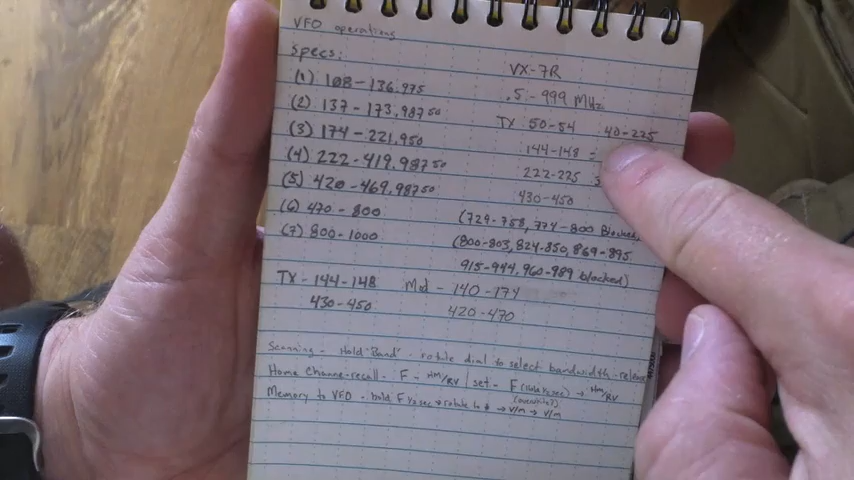 VFO operations
Specs:
(1) 108-136.975
(2) 137-173.98750
(3) 174-221.950
(4) 222-419.98750
(5) 420-469.98750
(6) 470-800
(7) 800-1000
TX-144-148
430-450
VX-7R
.5-999 MHz
TX 50-54 40-225
144-148 =
222-225
430-450
(729-758, 774-800 Blocked
(800-803, 824-850, 869-895
915-944, 960-989 blocked)
Mod - 140-174
420-470
Scanning - Hold "Band" - rotate dial to select bandwidth - release
Home Channel-recall - F - HM/RV | set - F → HM/RV
Memory to VFO - hold F 1/2 sec → rotate to → V/M → V/M